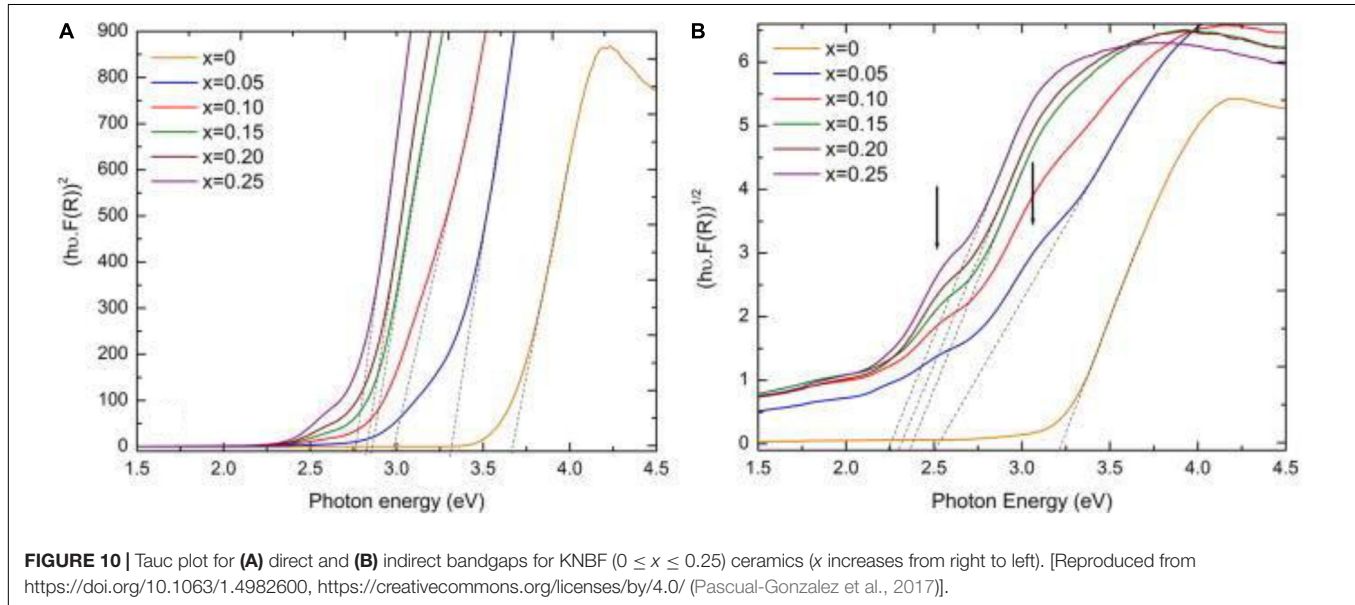 A
900
800
700
600
500
400
300
200
100
0
(hυ.F(R))²
x=0
x=0.05
x=0.10
x=0.15
x=0.20
x=0.25
1.5 2.0 2.5 3.0 3.5 4.0 4.5
Photon energy (eV)
B
6
5
4
3
2
1
0
(hυ.F(R))^1/2
x=0
x=0.05
x=0.10
x=0.15
x=0.20
x=0.25
1.5 2.0 2.5 3.0 3.5 4.0 4.5
Photon Energy (eV)
FIGURE 10 | Tauc plot for (A) direct and (B) indirect bandgaps for KNBF (0 ≤ x ≤ 0.25) ceramics (x increases from right to left). [Reproduced from
https://doi.org/10.1063/1.4982600, https://creativecommons.org/licenses/by/4.0/ (Pascual-Gonzalez et al., 2017)].